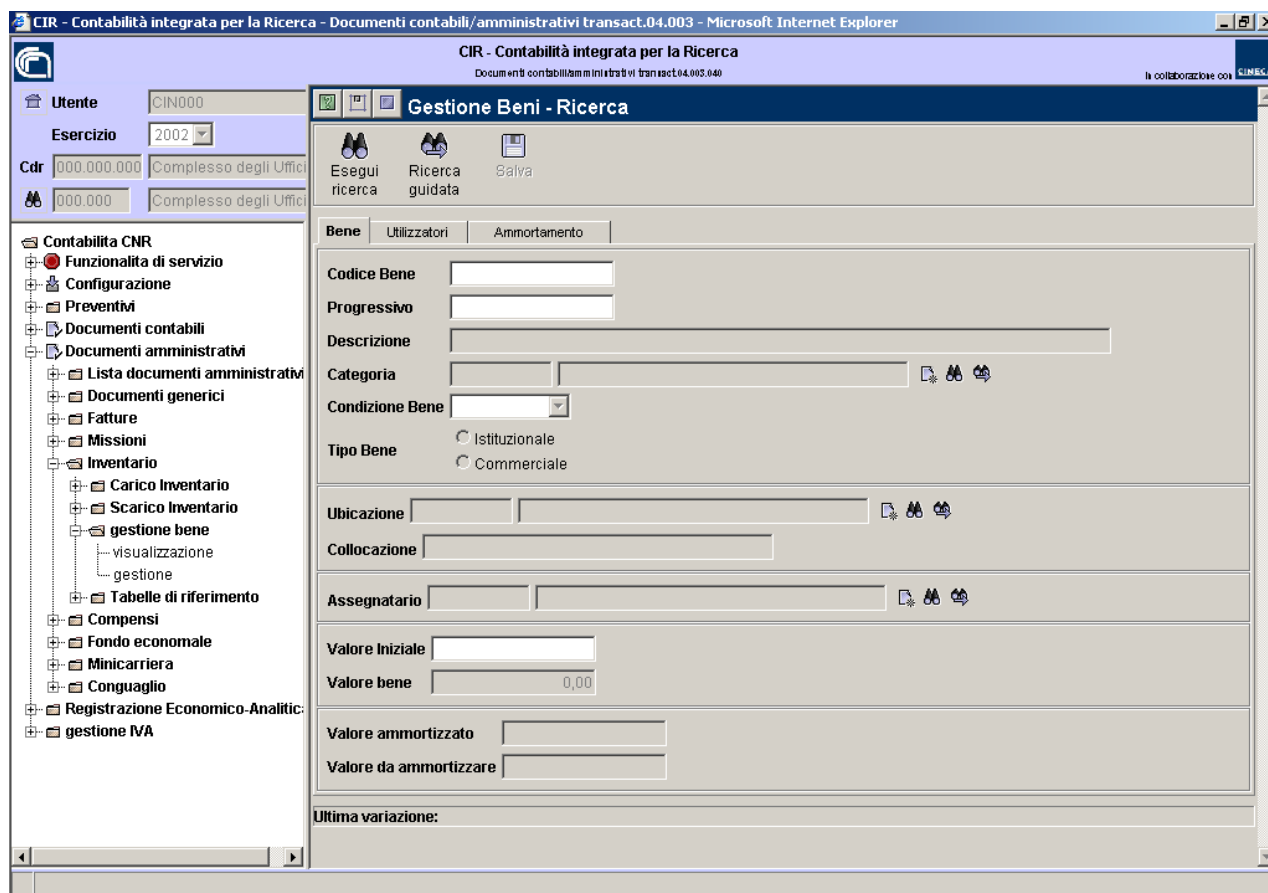 CIR - Contabilità integrata per la Ricerca - Documenti contabili/amministrativi transact.04.003 - Microsoft Internet Explorer
CIR - Contabilità integrata per la Ricerca
Documenti contabili/amministrativi transact.04.003.040
In collaborazione con CINECA
Utente CIN000
Esercizio 2002
Cdr 000.000.000 Complesso degli Uffici
000.000 Complesso degli Uffici
Contabilita CNR
Funzionalita di servizio
Configurazione
Preventivi
Documenti contabili
Documenti amministrativi
Lista documenti amministrativi
Documenti generici
Fatture
Missioni
Inventario
Carico Inventario
Scarico Inventario
gestione bene
visualizzazione
gestione
Tabelle di riferimento
Compensi
Fondo economale
Minicarriera
Conguaglio
Registrazione Economico-Analitica
gestione IVA
Gestione Beni - Ricerca
Esegui ricerca
Ricerca guidata
Salva
Bene Utilizzatori Ammortamento
Codice Bene
Progressivo
Descrizione
Categoria
Condizione Bene
Tipo Bene
Istituzionale
Commerciale
Ubicazione
Collocazione
Assegnatario
Valore Iniziale
Valore bene 0,00
Valore ammortizzato
Valore da ammortizzare
Ultima variazione: